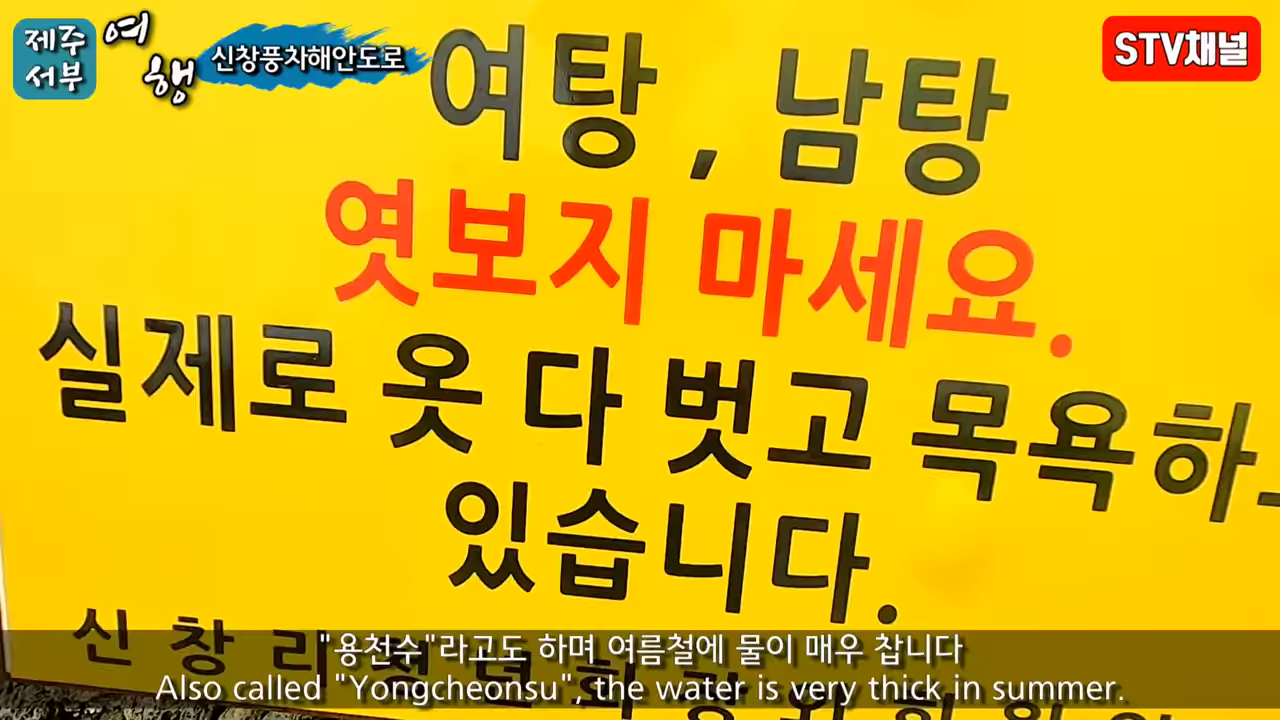 제주 여행
서부
신창풍차해안도로
STV채널
여탕, 남탕
엿보지 마세요.
실제로 옷 다 벗고 목욕하고
있습니다.
신창리
"용천수"라고도 하며 여름철에 물이 매우 찹니다
Also called "Yongcheonsu", the water is very thick in summer.